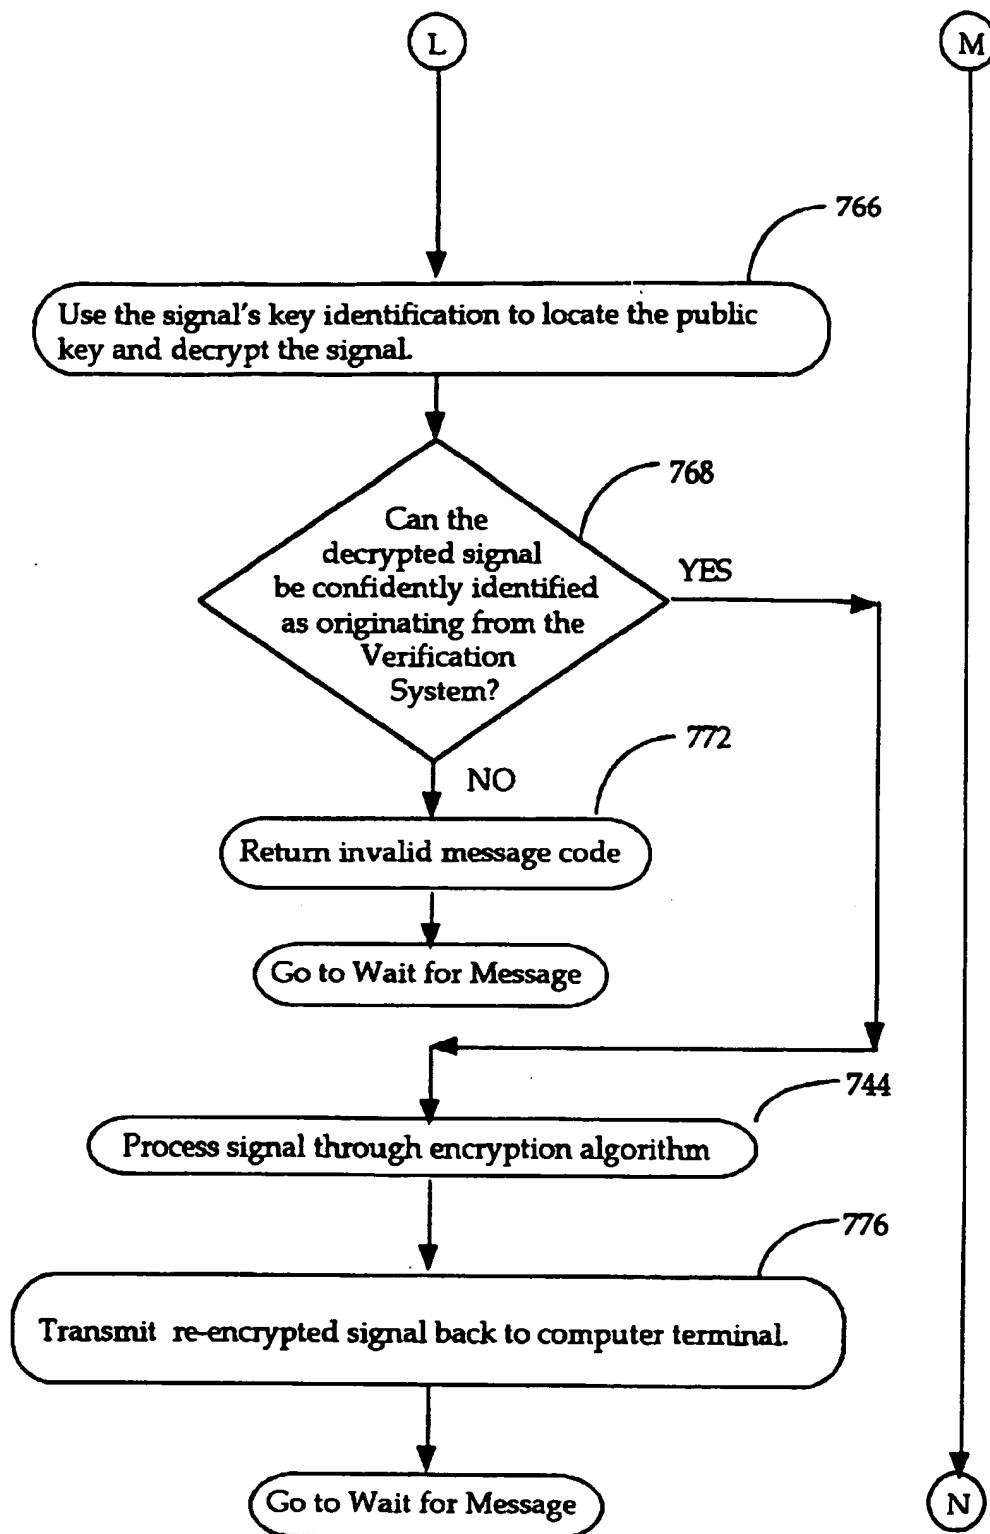 L
M
766
Use the signal's key identification to locate the public
key and decrypt the signal.
768
Can the
decrypted signal
be confidently identified
as originating from the
Verification
System?
YES
772
NO
Return invalid message code
Go to Wait for Message
744
Process signal through encryption algorithm
776
Transmit re-encrypted signal back to computer terminal.
Go to Wait for Message
N